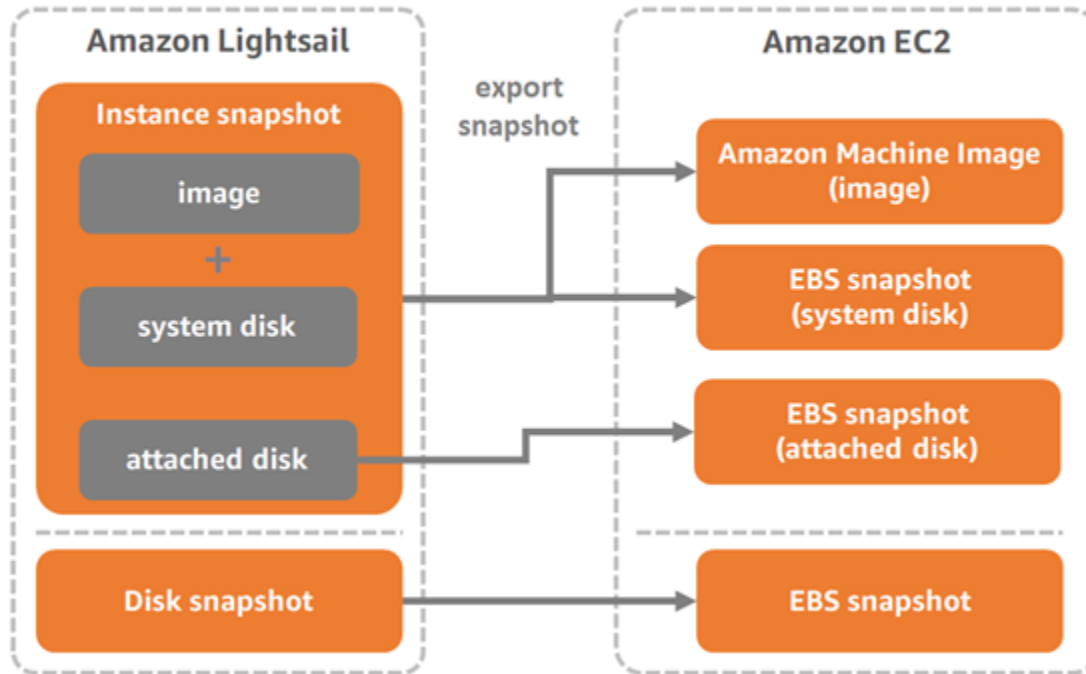 Amazon Lightsail
Instance snapshot
image
+
system disk
attached disk
Disk snapshot
export
snapshot
Amazon EC2
Amazon Machine Image
(image)
EBS snapshot
(system disk)
EBS snapshot
(attached disk)
EBS snapshot